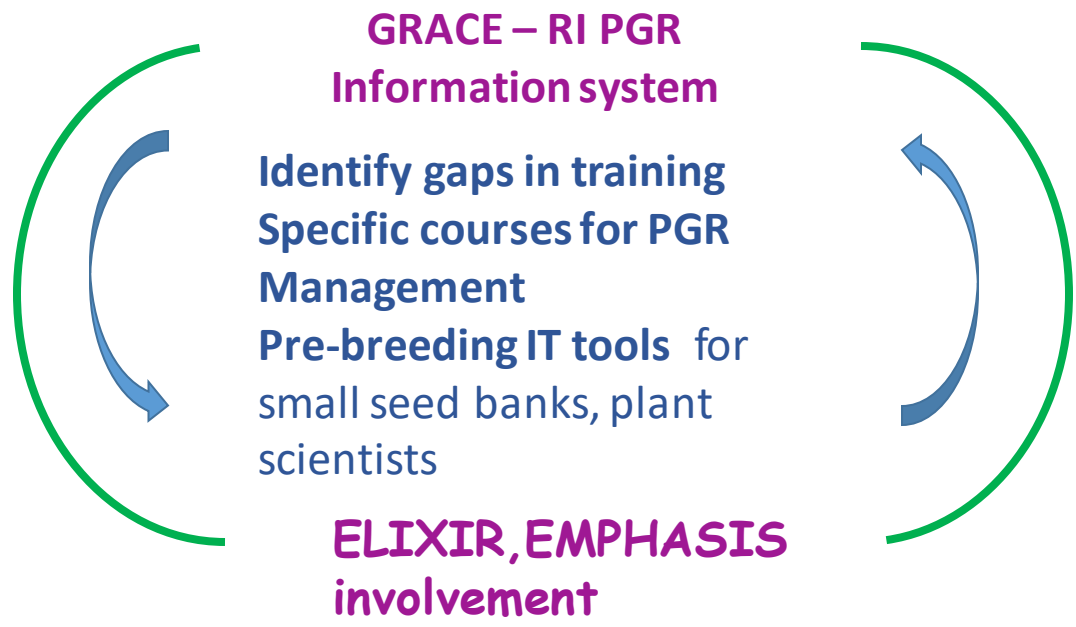 GRACE – RI PGR
Information system
Identify gaps in training
Specific courses for PGR
Management
Pre-breeding IT tools for
small seed banks, plant
scientists
ELIXIR,EMPHASIS
involvement